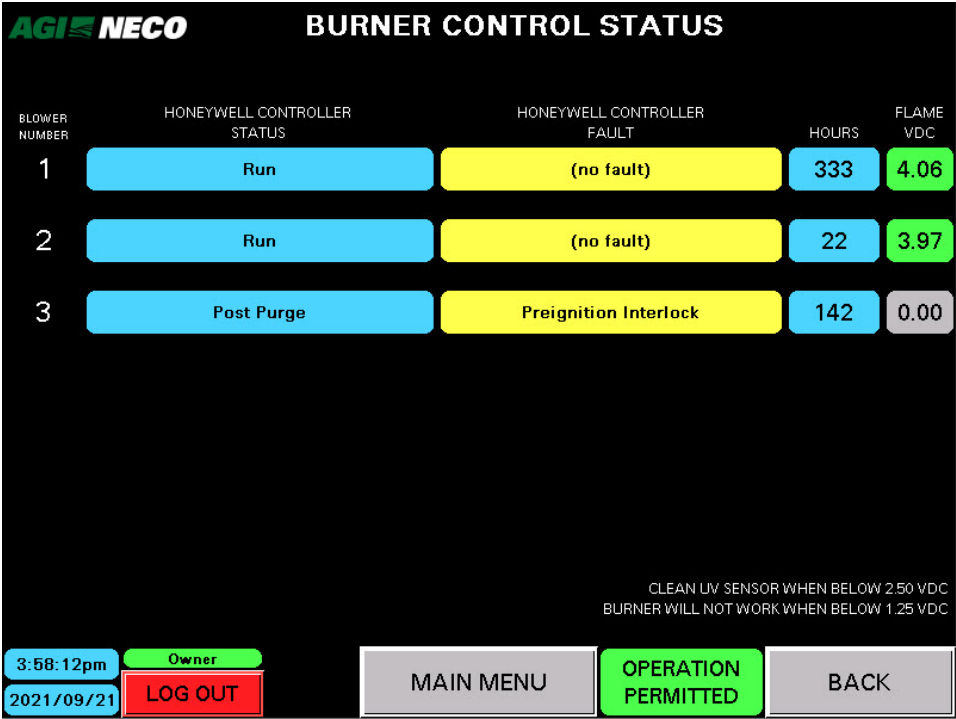 AGI NECO
BURNER CONTROL STATUS
BLOWER NUMBER
HONEYWELL CONTROLLER STATUS
HONEYWELL CONTROLLER FAULT
HOURS
FLAME VDC
1 Run (no fault) 333 4.06
2 Run (no fault) 22 3.97
3 Post Purge Preignition Interlock 142 0.00
CLEAN UV SENSOR WHEN BELOW 2.50 VDC
BURNER WILL NOT WORK WHEN BELOW 1.25 VDC
3:58:12pm
2021/09/21
Owner
LOG OUT
MAIN MENU
OPERATION
PERMITTED
BACK